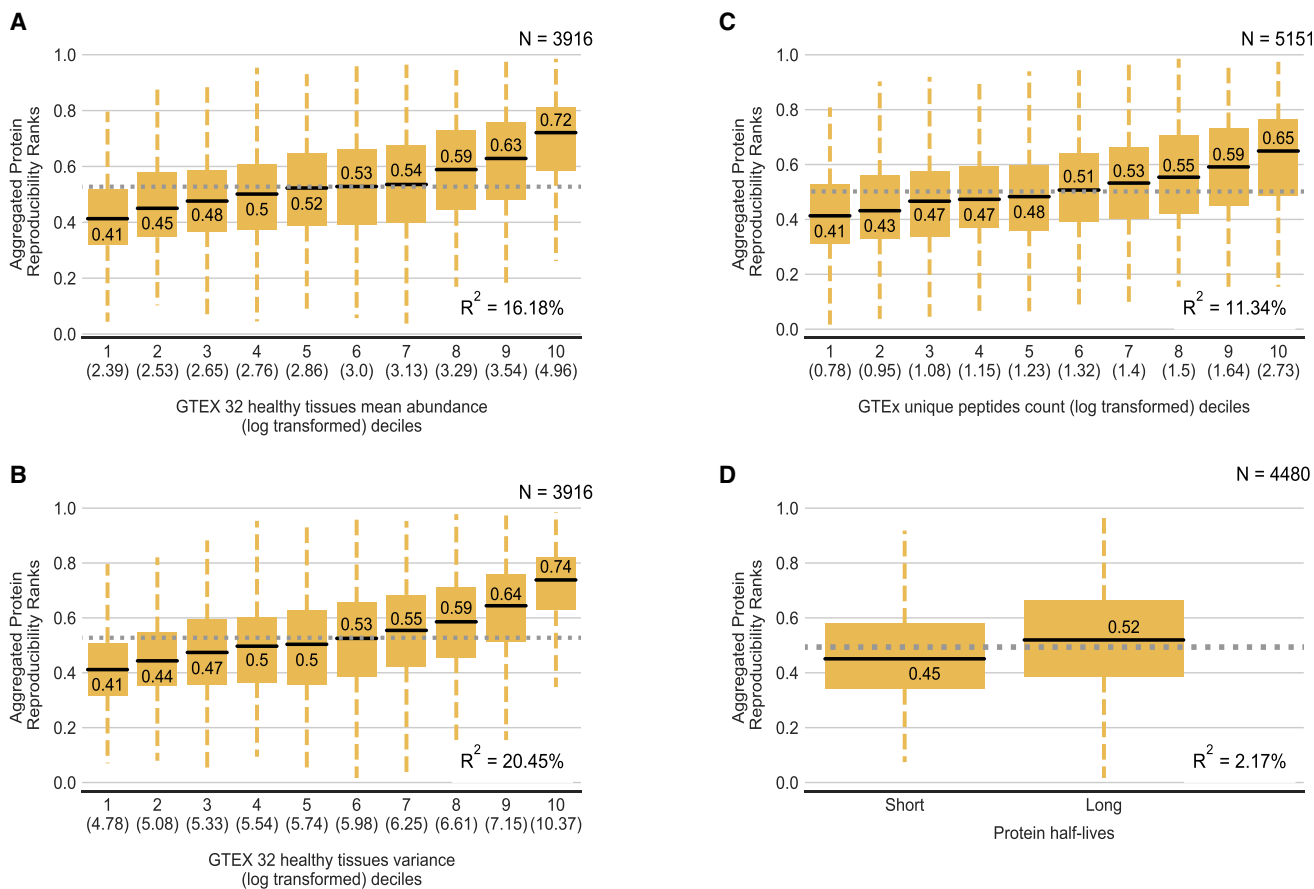 A
N = 3916
Aggregated Protein
Reproducibility Ranks
1.0
0.8
0.6
0.4
0.2
0.0
0.41
0.45
0.48
0.5
0.52
0.53
0.54
0.59
0.63
0.72
R2 = 16.18%
1 2 3 4 5 6 7 8 9 10
(2.39) (2.53) (2.65) (2.76) (2.86) (3.0) (3.13) (3.29) (3.54) (4.96)
GTEX 32 healthy tissues mean abundance
(log transformed) deciles
C
N = 5151
Aggregated Protein
Reproducibility Ranks
1.0
0.8
0.6
0.4
0.2
0.0
0.41
0.43
0.47
0.47
0.48
0.51
0.53
0.55
0.59
0.65
R2 = 11.34%
1 2 3 4 5 6 7 8 9 10
(0.78) (0.95) (1.08) (1.15) (1.23) (1.32) (1.4) (1.5) (1.64) (2.73)
GTEx unique peptides count (log transformed) deciles
B
N = 3916
Aggregated Protein
Reproducibility Ranks
1.0
0.8
0.6
0.4
0.2
0.0
0.41
0.44
0.47
0.5
0.5
0.53
0.55
0.59
0.64
0.74
R2 = 20.45%
1 2 3 4 5 6 7 8 9 10
(4.78) (5.08) (5.33) (5.54) (5.74) (5.98) (6.25) (6.61) (7.15) (10.37)
GTEX 32 healthy tissues variance
(log transformed) deciles
D
N = 4480
Aggregated Protein
Reproducibility Ranks
1.0
0.8
0.6
0.4
0.2
0.0
0.45
0.52
R2 = 2.17%
Short Long
Protein half-lives